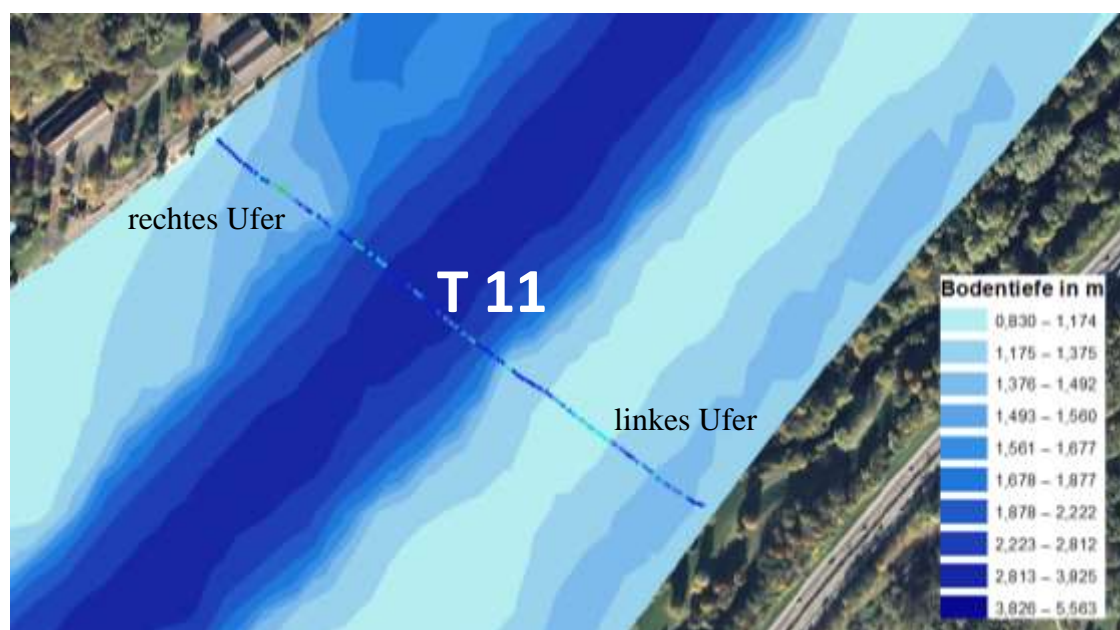 rechtes Ufer
T 11
linkes Ufer
Bodentiefe in m
0,830 – 1,174
1,175 – 1,375
1,376 – 1,492
1,493 – 1,560
1,561 – 1,677
1,678 – 1,877
1,878 – 2,222
2,223 – 2,812
2,813 – 3,825
3,826 – 5,563